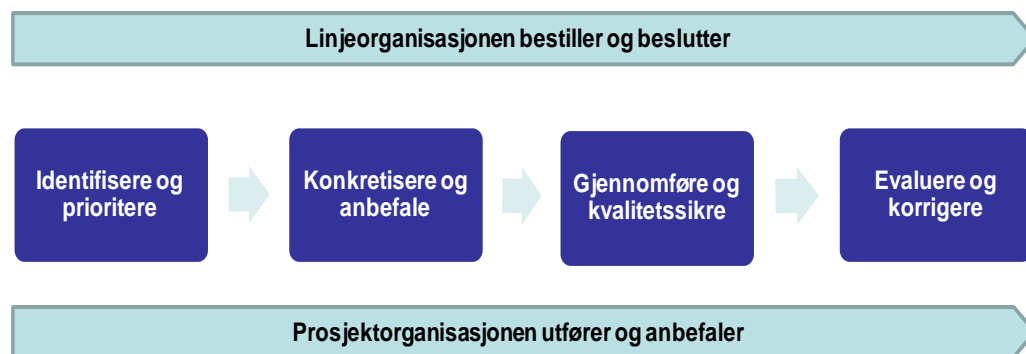 Linjeorganisasjonen bestiller og beslutter
Identifisere og
prioritere
Konkretisere og
anbefale
Gjennomføre og
kvalitetssikre
Evaluere og
korrigere
Prosjektorganisasjonen utfører og anbefaler